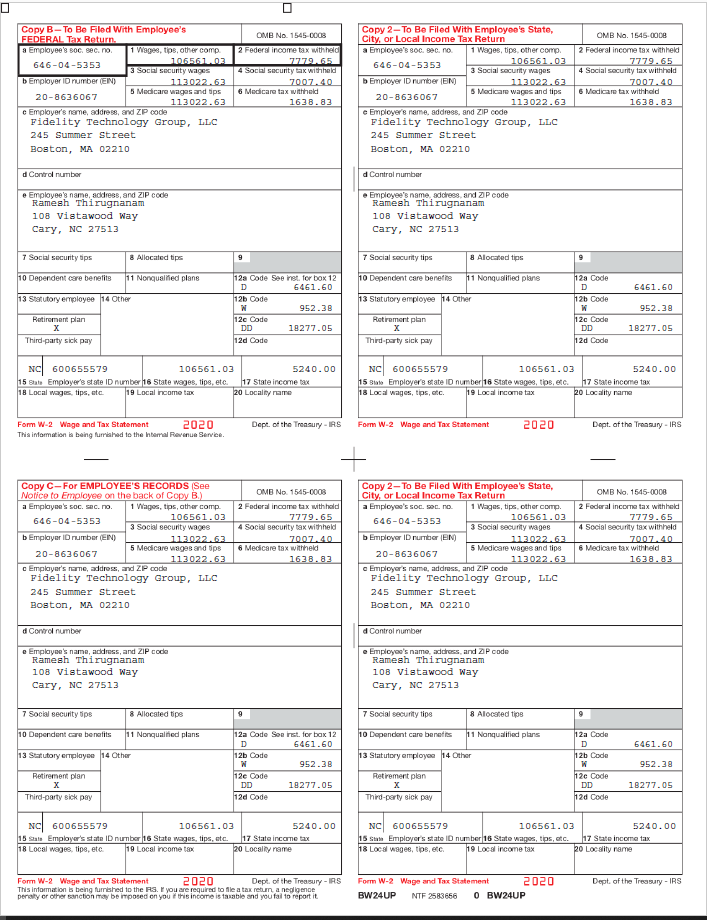 Copy B—To Be Filed With Employee's
FEDERAL Tax Return.
OMB No. 1545-0008
a Employee's soc. sec. no.
1 Wages, tips, other comp.
2 Federal income tax withheld
646-04-5353
106561.03
7779.65
3 Social security wages
4 Social security tax withheld
113022.63
7007.40
b Employer ID number (EIN)
5 Medicare wages and tips
6 Medicare tax withheld
20-8636067
113022.63
1638.83
c Employer's name, address, and ZIP code
Fidelity Technology Group, LLC
245 Summer Street
Boston, MA 02210
d Control number
e Employee's name, address, and ZIP code
Ramesh Thirugnanam
108 Vistawood Way
Cary, NC 27513
7 Social security tips
8 Allocated tips
9
10 Dependent care benefits
11 Nonqualified plans
12a Code See inst. for box 12
D 6461.60
13 Statutory employee
14 Other
12b Code
W 952.38
Retirement plan
X
12c Code
DD 18277.05
Third-party sick pay
12d Code
NC 600655579 106561.03 5240.00
15 State Employer's state ID number
16 State wages, tips, etc.
17 State income tax
18 Local wages, tips, etc.
19 Local income tax
20 Locality name
Form W-2 Wage and Tax Statement 2020 Dept. of the Treasury - IRS
This information is being furnished to the Internal Revenue Service.
Copy 2—To Be Filed With Employee's State,
City, or Local Income Tax Return
OMB No. 1545-0008
a Employee's soc. sec. no.
1 Wages, tips, other comp.
2 Federal income tax withheld
646-04-5353
106561.03
7779.65
3 Social security wages
4 Social security tax withheld
113022.63
7007.40
b Employer ID number (EIN)
5 Medicare wages and tips
6 Medicare tax withheld
20-8636067
113022.63
1638.83
c Employer's name, address, and ZIP code
Fidelity Technology Group, LLC
245 Summer Street
Boston, MA 02210
d Control number
e Employee's name, address, and ZIP code
Ramesh Thirugnanam
108 Vistawood Way
Cary, NC 27513
7 Social security tips
8 Allocated tips
9
10 Dependent care benefits
11 Nonqualified plans
12a Code
D 6461.60
13 Statutory employee
14 Other
12b Code
W 952.38
Retirement plan
X
12c Code
DD 18277.05
Third-party sick pay
12d Code
NC 600655579 106561.03 5240.00
15 State Employer's state ID number
16 State wages, tips, etc.
17 State income tax
18 Local wages, tips, etc.
19 Local income tax
20 Locality name
Form W-2 Wage and Tax Statement 2020 Dept. of the Treasury - IRS
Copy C—For EMPLOYEE'S RECORDS (See
Notice to Employee on the back of Copy B.)
OMB No. 1545-0008
a Employee's soc. sec. no.
1 Wages, tips, other comp.
2 Federal income tax withheld
646-04-5353
106561.03
7779.65
3 Social security wages
4 Social security tax withheld
113022.63
7007.40
b Employer ID number (EIN)
5 Medicare wages and tips
6 Medicare tax withheld
20-8636067
113022.63
1638.83
c Employer's name, address, and ZIP code
Fidelity Technology Group, LLC
245 Summer Street
Boston, MA 02210
d Control number
e Employee's name, address, and ZIP code
Ramesh Thirugnanam
108 Vistawood Way
Cary, NC 27513
7 Social security tips
8 Allocated tips
9
10 Dependent care benefits
11 Nonqualified plans
12a Code See inst. for box 12
D 6461.60
13 Statutory employee
14 Other
12b Code
W 952.38
Retirement plan
X
12c Code
DD 18277.05
Third-party sick pay
12d Code
NC 600655579 106561.03 5240.00
15 State Employer's state ID number
16 State wages, tips, etc.
17 State income tax
18 Local wages, tips, etc.
19 Local income tax
20 Locality name
Form W-2 Wage and Tax Statement 2020 Dept. of the Treasury - IRS
This information is being furnished to the IRS. If you are required to file a tax return, a negligence
penalty or other sanction may be imposed on you if this income is taxable and you fail to report it.
Copy 2—To Be Filed With Employee's State,
City, or Local Income Tax Return
OMB No. 1545-0008
a Employee's soc. sec. no.
1 Wages, tips, other comp.
2 Federal income tax withheld
646-04-5353
106561.03
7779.65
3 Social security wages
4 Social security tax withheld
113022.63
7007.40
b Employer ID number (EIN)
5 Medicare wages and tips
6 Medicare tax withheld
20-8636067
113022.63
1638.83
c Employer's name, address, and ZIP code
Fidelity Technology Group, LLC
245 Summer Street
Boston, MA 02210
d Control number
e Employee's name, address, and ZIP code
Ramesh Thirugnanam
108 Vistawood Way
Cary, NC 27513
7 Social security tips
8 Allocated tips
9
10 Dependent care benefits
11 Nonqualified plans
12a Code
D 6461.60
13 Statutory employee
14 Other
12b Code
W 952.38
Retirement plan
X
12c Code
DD 18277.05
Third-party sick pay
12d Code
NC 600655579 106561.03 5240.00
15 State Employer's state ID number
16 State wages, tips, etc.
17 State income tax
18 Local wages, tips, etc.
19 Local income tax
20 Locality name
Form W-2 Wage and Tax Statement 2020 Dept. of the Treasury - IRS
BW24UP NTF 2583656 0 BW24UP